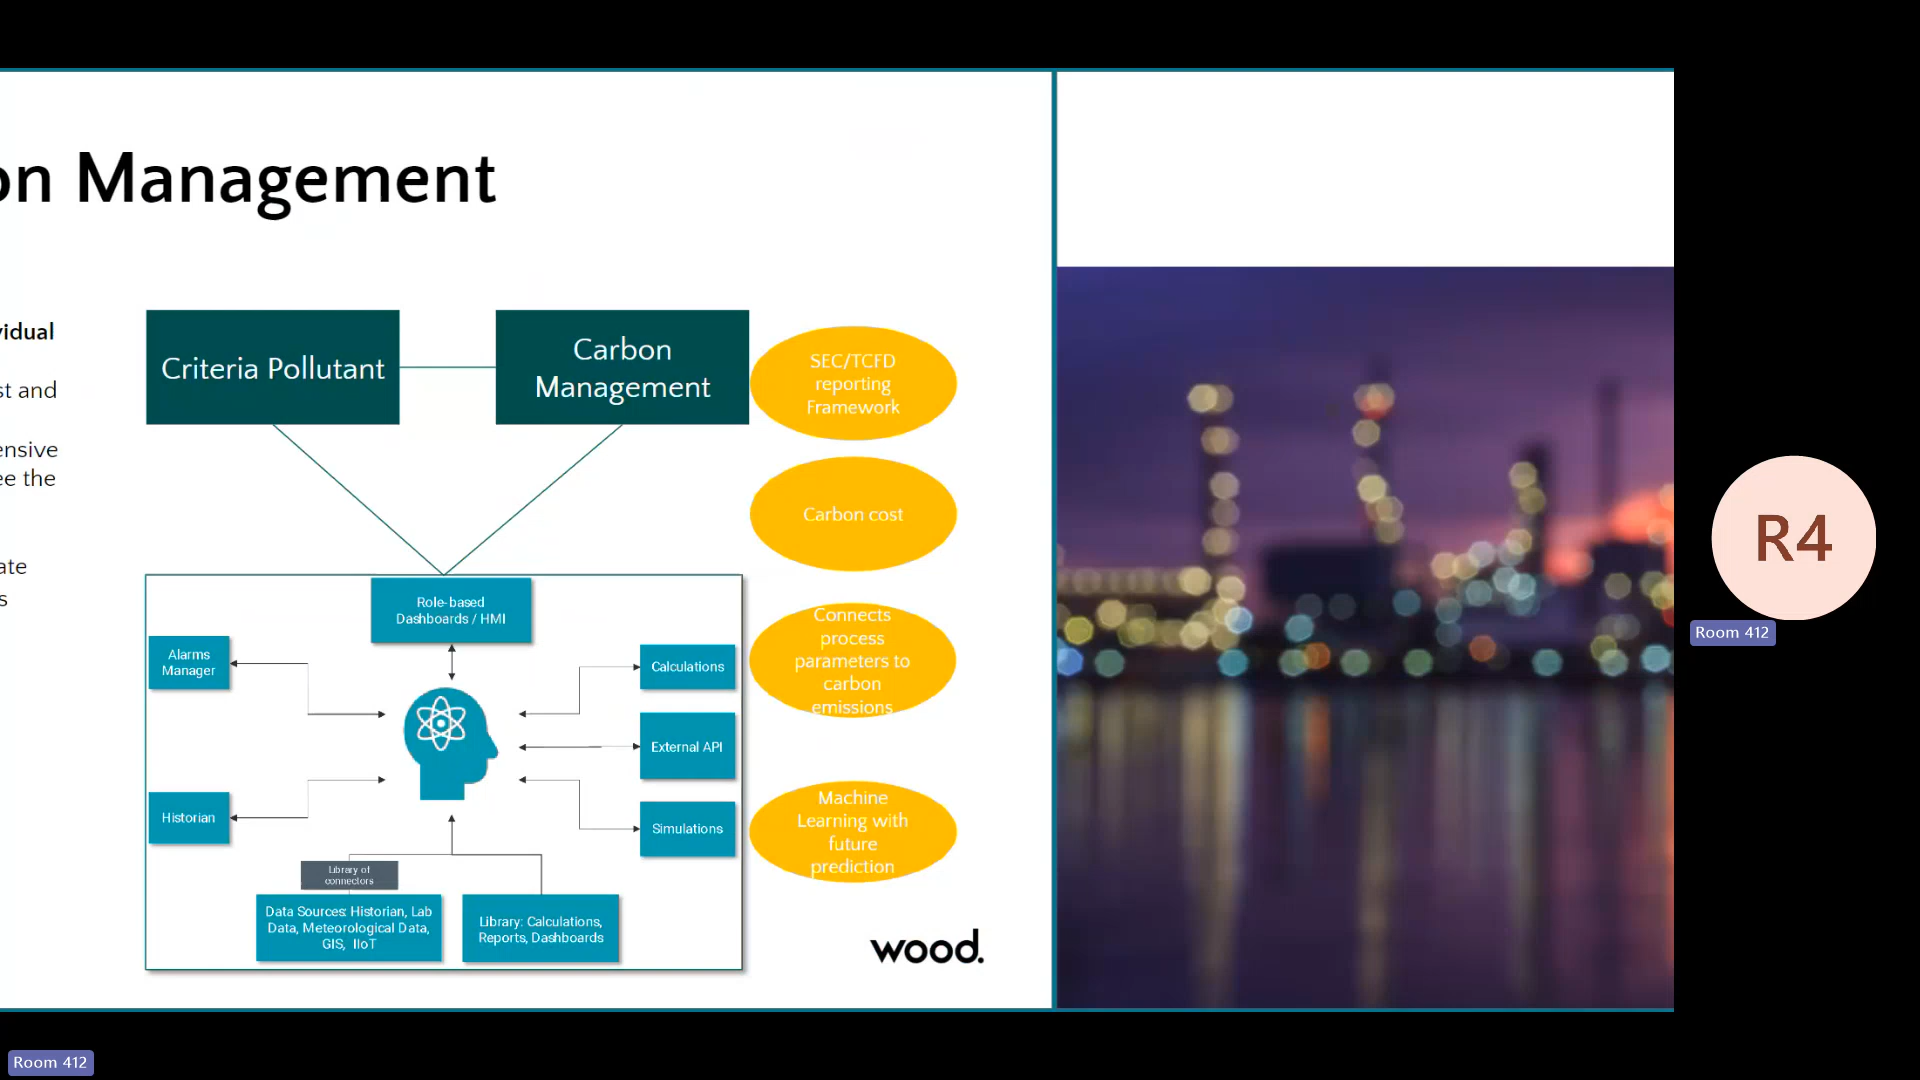 on Management
vidual
st and
ensive
ee the
ate
s
Criteria Pollutant
Carbon
Management
SEC/TCFD
reporting
Framework
Carbon cost
Connects
process
parameters to
carbon
emissions
Machine
Learning with
future
prediction
Role-based
Dashboards / HMI
Alarms
Manager
Calculations
External API
Historian
Simulations
Library of
connectors
Data Sources: Historian, Lab
Data, Meteorological Data,
GIS, IIoT
Library: Calculations,
Reports, Dashboards
wood.
R4
Room 412
Room 412